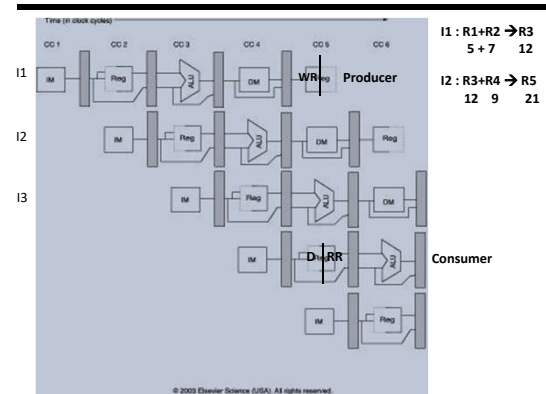 Time (in clock cycles)
CC 1 CC 2 CC 3 CC 4 CC 5 CC 6
I1 : R1+R2 → R3
5 + 7 12
I2 : R3+R4 → R5
12 9 21
I1 IM Reg ALU DM WR Reg Producer
I2 IM Reg ALU DM Reg
I3 IM Reg ALU DM
IM D Reg RR ALU Consumer
IM Reg
© 2003 Elsevier Science (USA). All rights reserved.